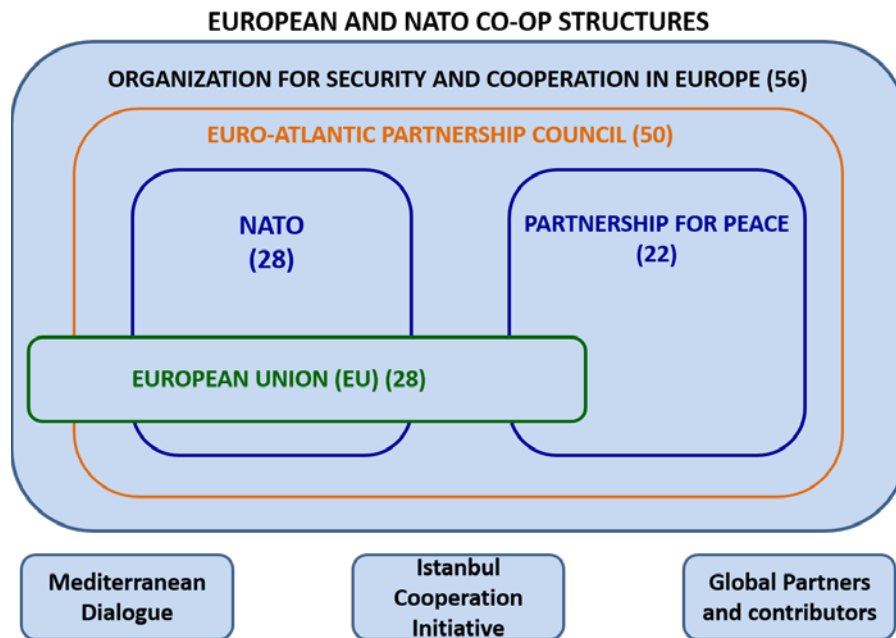 EUROPEAN AND NATO CO-OP STRUCTURES
ORGANIZATION FOR SECURITY AND COOPERATION IN EUROPE (56)
EURO-ATLANTIC PARTNERSHIP COUNCIL (50)
NATO
(28)
PARTNERSHIP FOR PEACE
(22)
EUROPEAN UNION (EU) (28)
Mediterranean
Dialogue
Istanbul
Cooperation
Initiative
Global Partners
and contributors